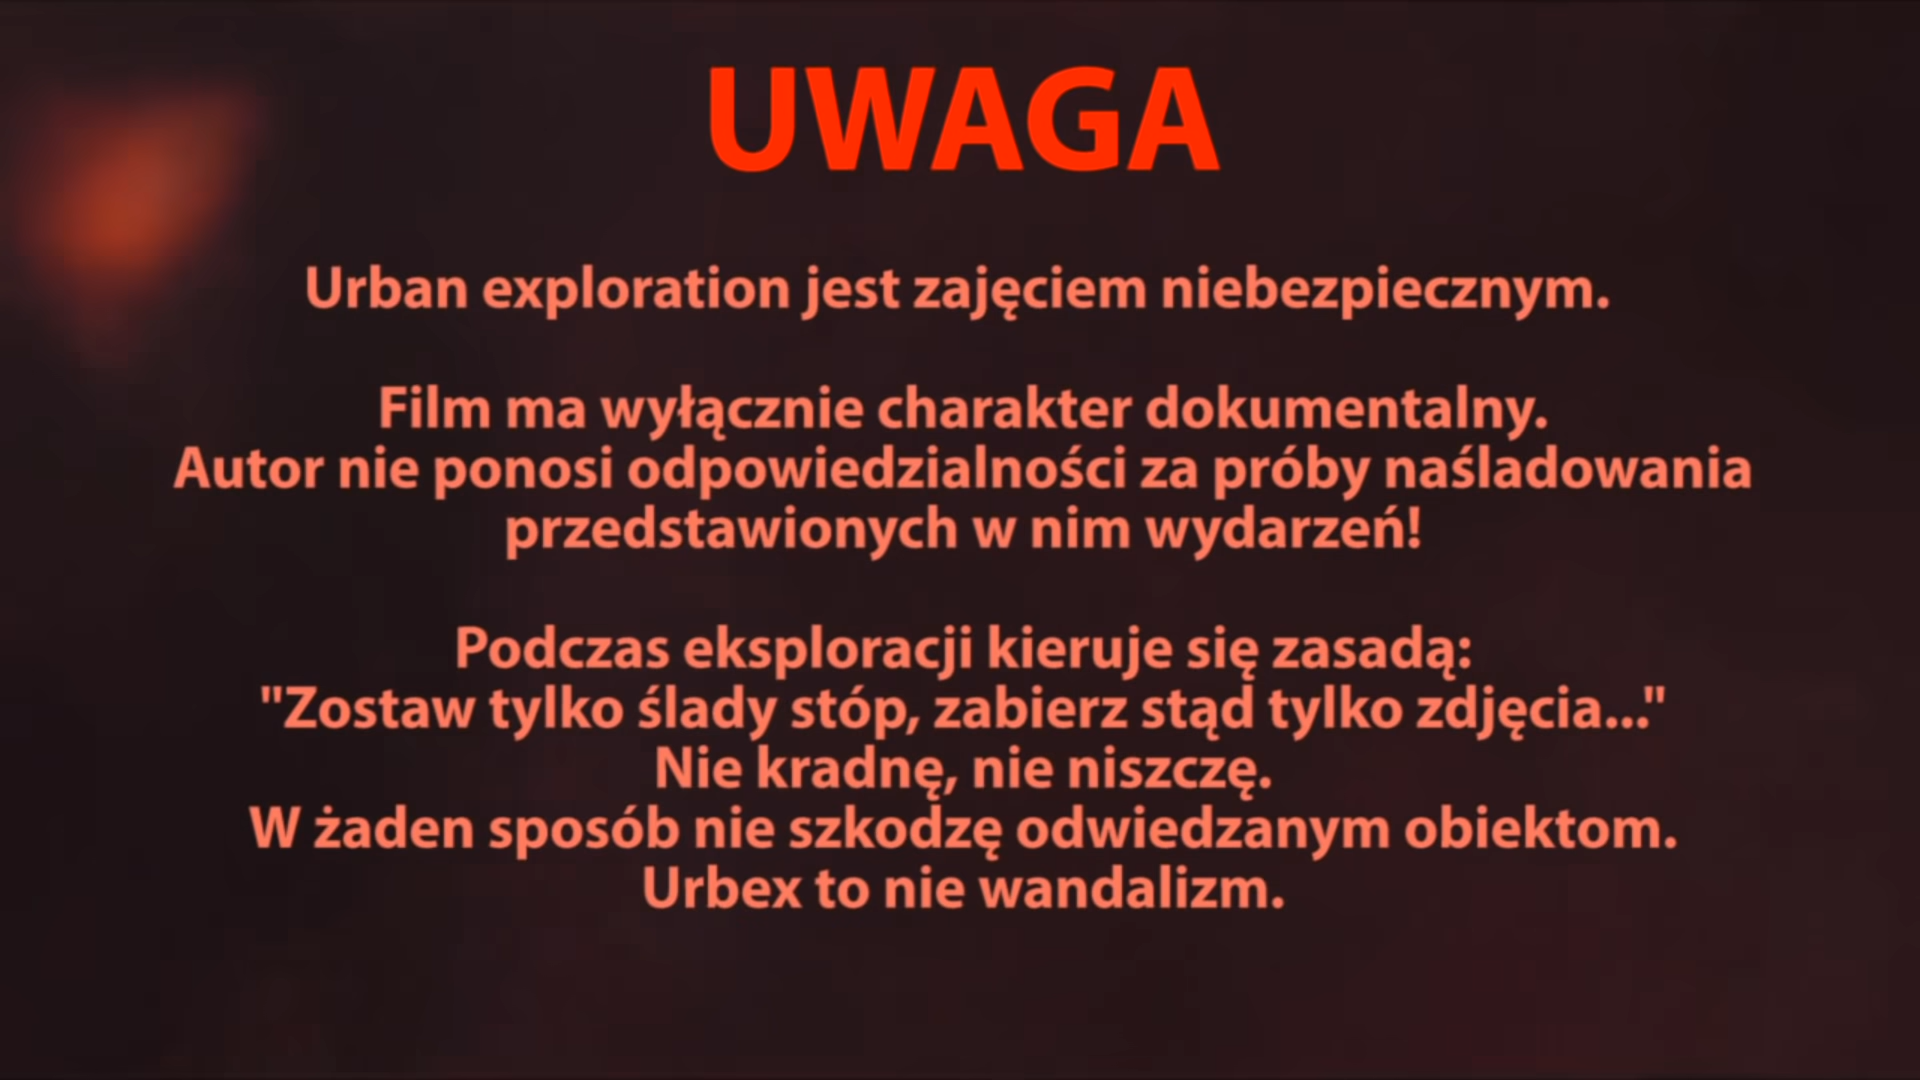 UWAGA
Urban exploration jest zajęciem niebezpiecznym.
Film ma wyłącznie charakter dokumentalny.
Autor nie ponosi odpowiedzialności za próby naśladowania
przedstawionych w nim wydarzeń!
Podczas eksploracji kieruje się zasadą:
"Zostaw tylko ślady stóp, zabierz stąd tylko zdjęcia..."
Nie kradnę, nie niszczę.
W żaden sposób nie szkodzę odwiedzanym obiektom.
Urbex to nie wandalizm.